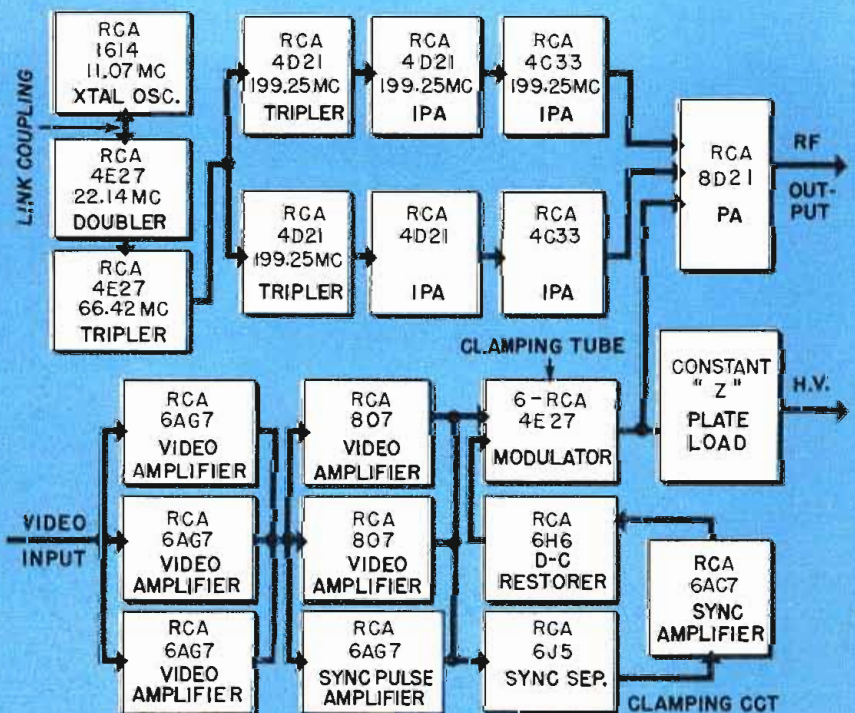 LINK COUPLING
RCA
1614
11.07 MC
XTAL OSC.
RCA
4E27
22.14 MC
DOUBLER
RCA
4E27
66.42 MC
TRIPLER
RCA
4D21
199.25 MC
TRIPLER
RCA
4D21
199.25 MC
IPA
RCA
4C33
199.25 MC
IPA
RCA
4D21
199.25 MC
TRIPLER
RCA
4D21
IPA
RCA
4C33
IPA
RCA
8D21
PA
RF
OUT-
PUT
CLAMPING TUBE
VIDEO
INPUT
RCA
6AG7
VIDEO
AMPLIFIER
RCA
6AG7
VIDEO
AMPLIFIER
RCA
6AG7
VIDEO
AMPLIFIER
RCA
807
VIDEO
AMPLIFIER
RCA
807
VIDEO
AMPLIFIER
RCA
6AG7
SYNC PULSE
AMPLIFIER
6-RCA
4E27
MODULATOR
RCA
6H6
D-C
RESTORER
RCA
6J5
SYNC SEP.
CONSTANT
"Z"
PLATE
LOAD
H.V.
RCA
6AC7
SYNC
AMPLIFIER
CLAMPING CCT